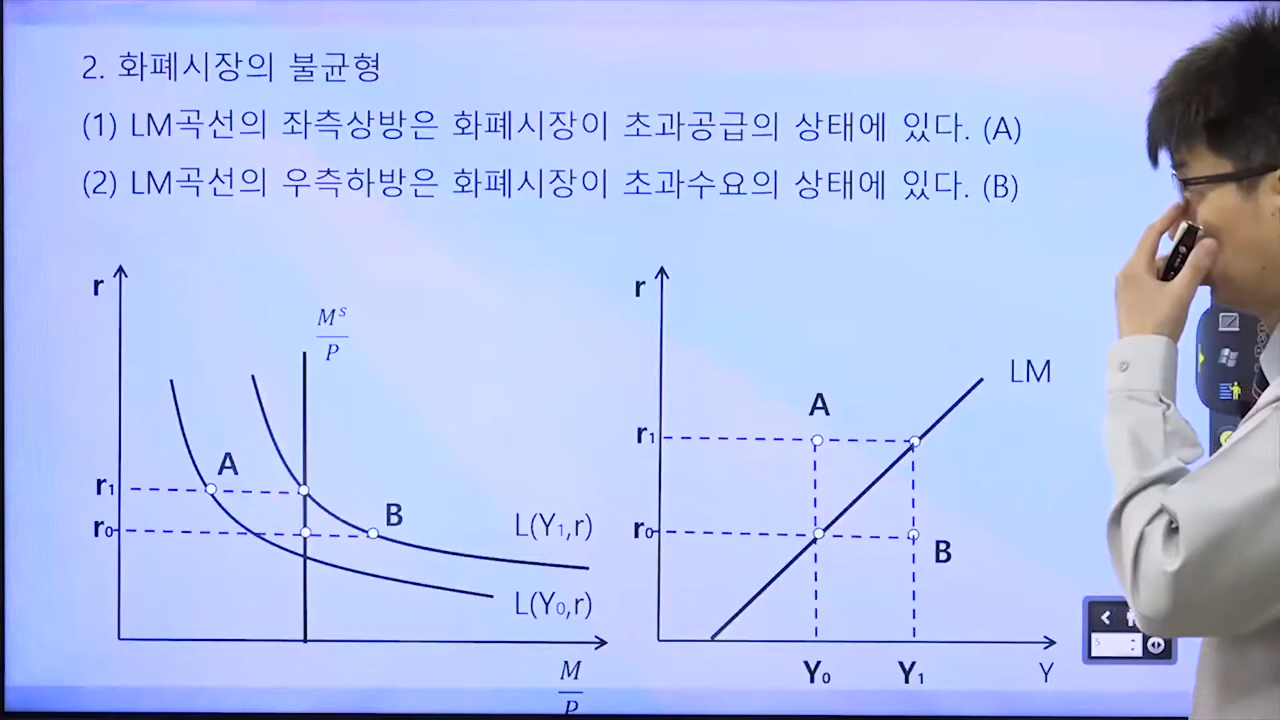 2. 화폐시장의 불균형
(1) LM곡선의 좌측상방은 화폐시장이 초과공급의 상태에 있다. (A)
(2) LM곡선의 우측하방은 화폐시장이 초과수요의 상태에 있다. (B)
r
M^S
P
A
r₁
B
r₀
L(Y₁,r)
L(Y₀,r)
M
P
r
LM
A
r₁
r₀
B
Y₀
Y₁
Y
5